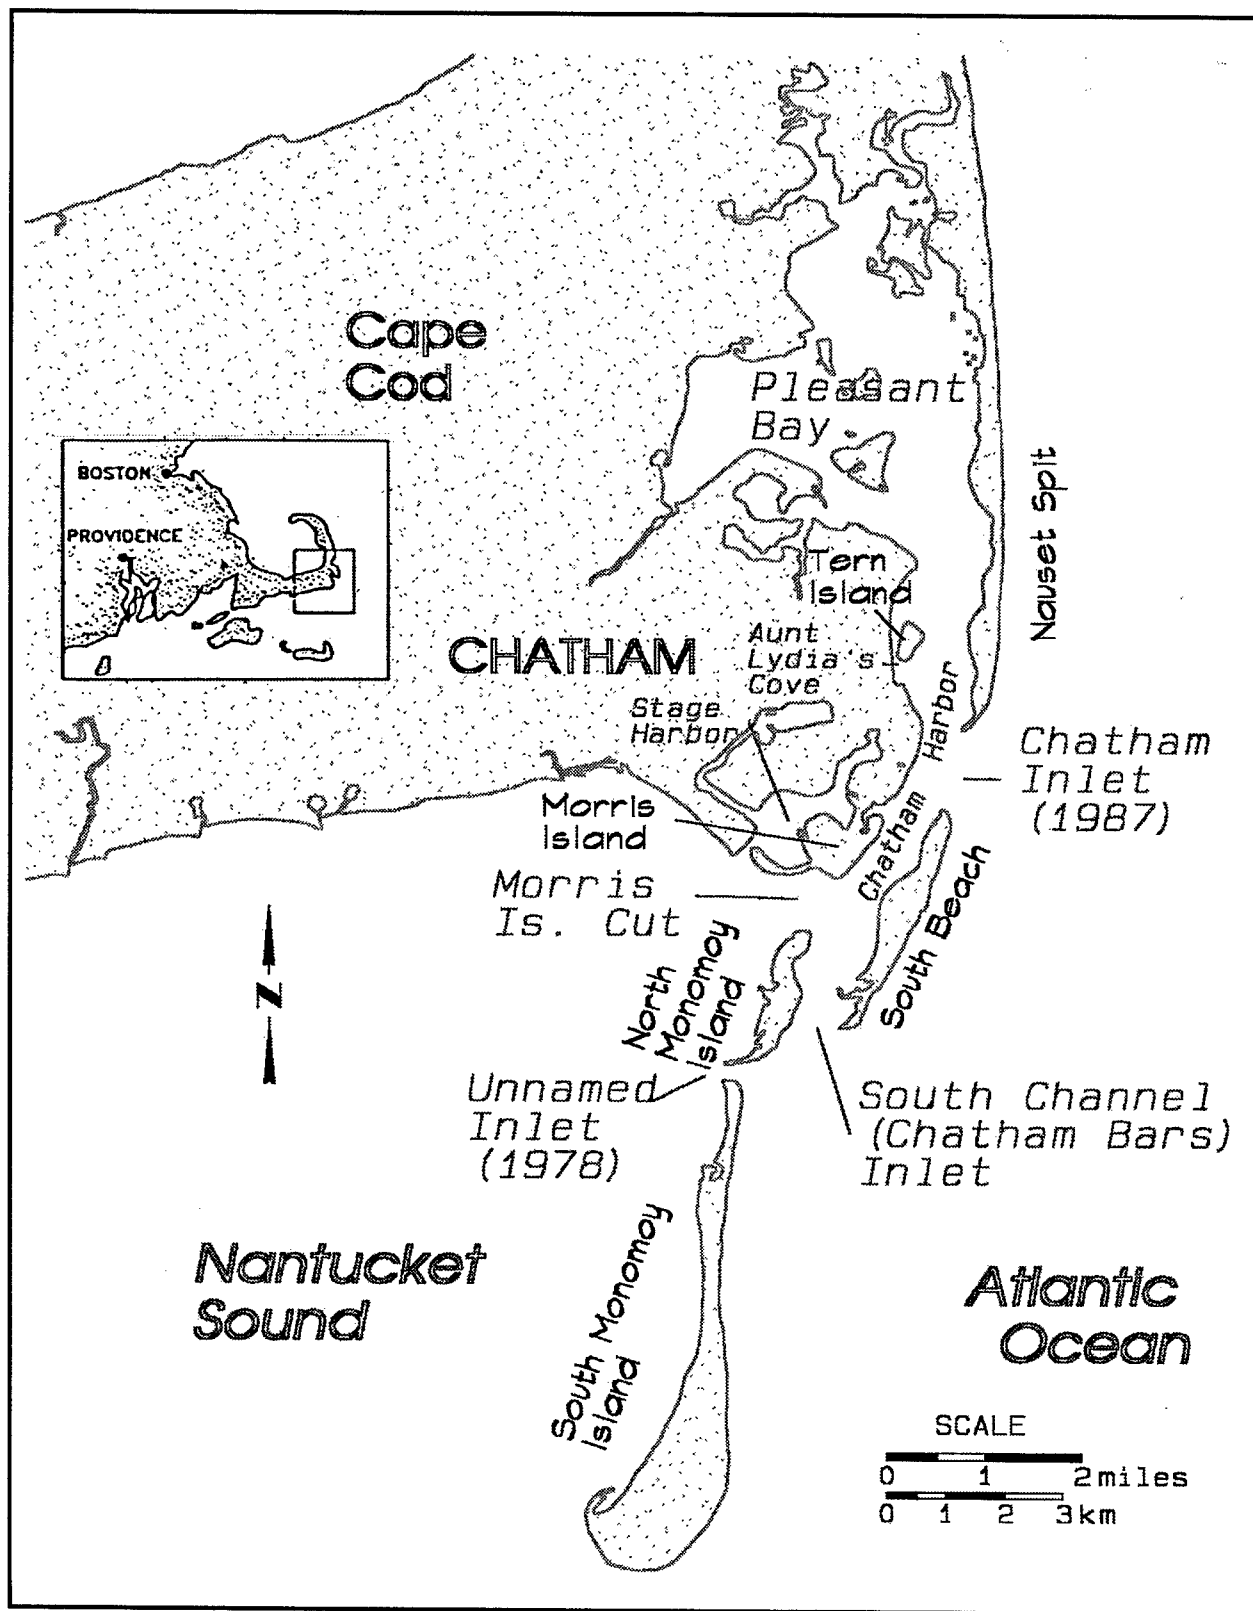 Cape
Cod
Pleasant
Bay
BOSTON
PROVIDENCE
Nauset Spit
Tern
Island
CHATHAM
Aunt
Lydia's
Cove
Stage
Harbor
Chatham Harbor
Chatham
Inlet
(1987)
Morris
Island
Morris
Is. Cut
South Beach
N
North
Monomoy
Island
Unnamed
Inlet
(1978)
South Channel
(Chatham Bars)
Inlet
Nantucket
Sound
South Monomoy
Island
Atlantic
Ocean
SCALE
0 1 2 miles
0 1 2 3 km